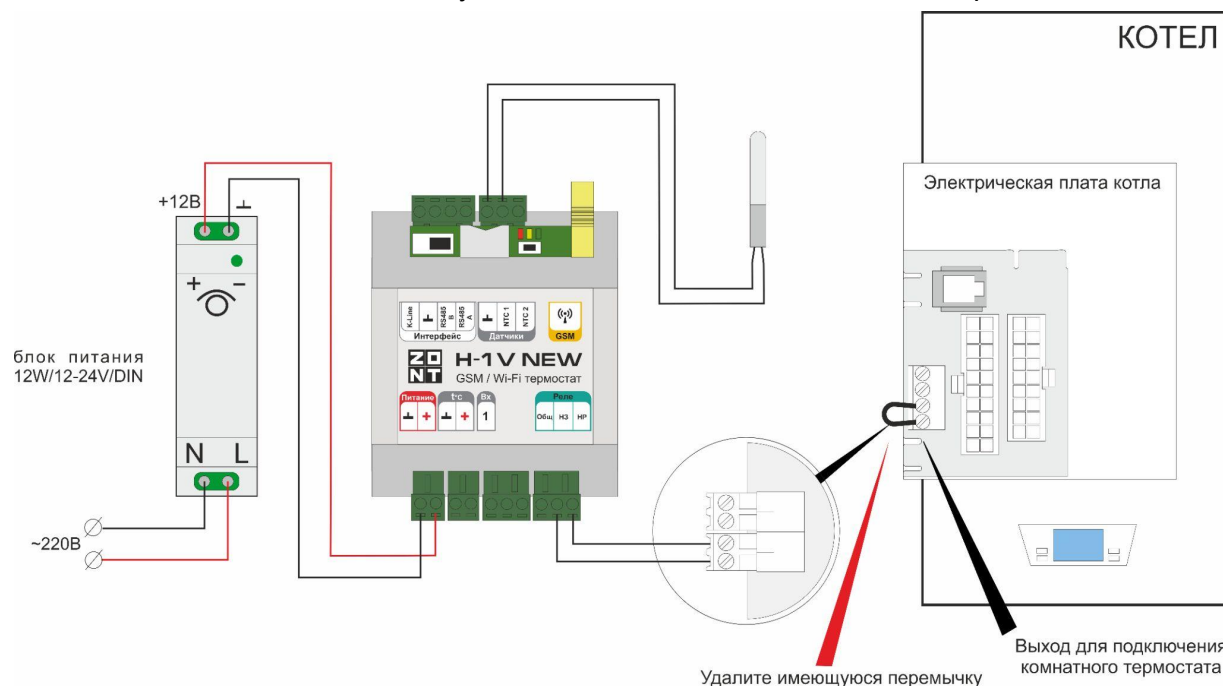 КОТЕЛ
Электрическая плата котла
+12В
+ −
блок питания
12W/12-24V/DIN
N L
~220В
K-Line
RS485 B
RS485 A
NTC 1
NTC 2
Интерфейс
Датчики
GSM
ZONT
H-1V NEW
GSM / Wi-Fi термостат
Питание
t°C
Вх
Реле
+
+
1
Общ
НЗ
НР
Удалите имеющуюся перемычку
Выход для подключения
комнатного термостата